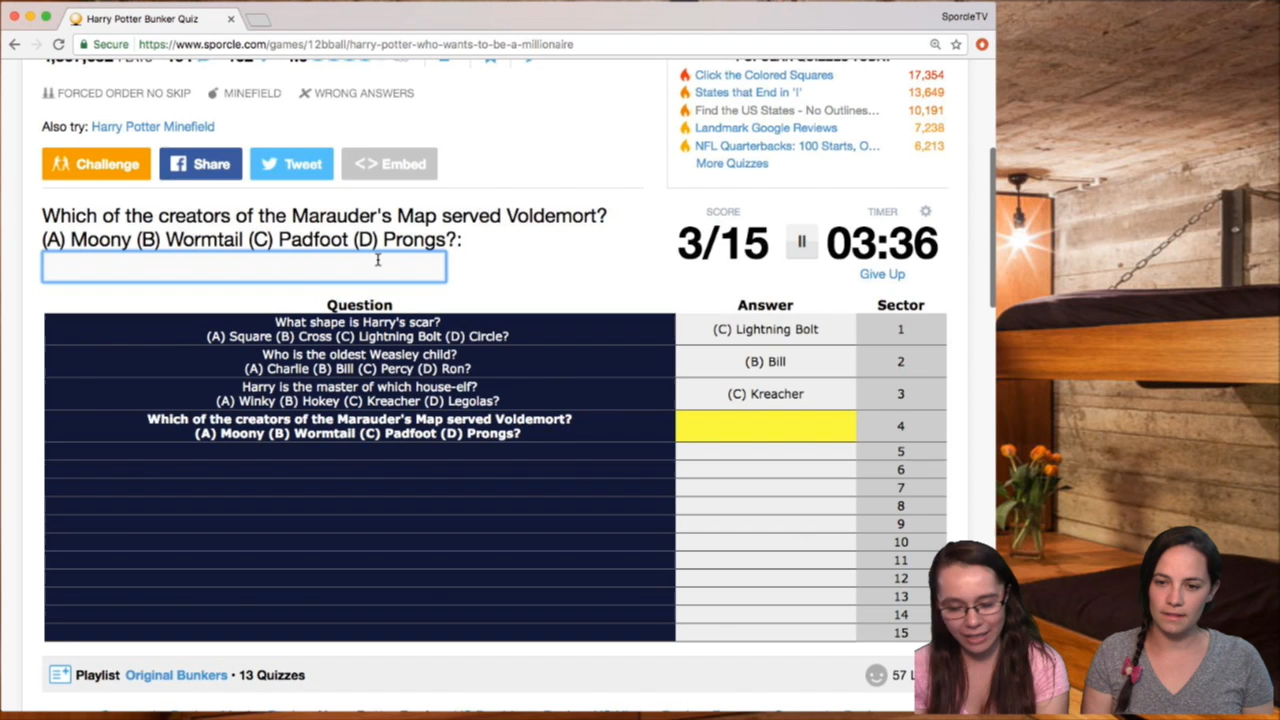 Harry Potter Bunker Quiz
SporcleTV
Secure https://www.sporcle.com/games/12bball/harry-potter-who-wants-to-be-a-millionaire
Click the Colored Squares 17,354
FORCED ORDER NO SKIP MINEFIELD WRONG ANSWERS
States that End in 'I' 13,649
Find the US States - No Outlines... 10,191
Also try: Harry Potter Minefield
Landmark Google Reviews 7,238
NFL Quarterbacks: 100 Starts, O... 6,213
More Quizzes
Challenge Share Tweet <> Embed
Which of the creators of the Marauder's Map served Voldemort?
(A) Moony (B) Wormtail (C) Padfoot (D) Prongs?:
SCORE TIMER
3/15 03:36
Give Up
Question Answer Sector
What shape is Harry's scar?
(A) Square (B) Cross (C) Lightning Bolt (D) Circle?
(C) Lightning Bolt 1
Who is the oldest Weasley child?
(A) Charlie (B) Bill (C) Percy (D) Ron?
(B) Bill 2
Harry is the master of which house-elf?
(A) Winky (B) Hokey (C) Kreacher (D) Legolas?
(C) Kreacher 3
Which of the creators of the Marauder's Map served Voldemort?
(A) Moony (B) Wormtail (C) Padfoot (D) Prongs?
4
5
6
7
8
9
10
11
12
13
14
15
Playlist Original Bunkers • 13 Quizzes
57